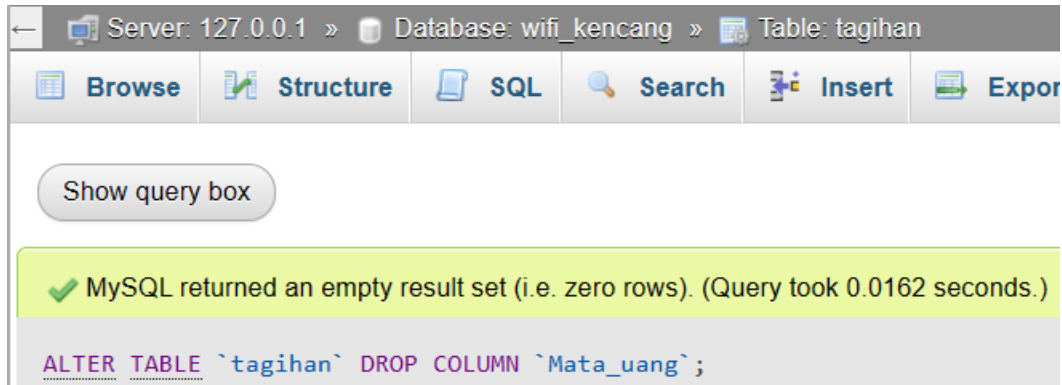 ← Server: 127.0.0.1 » Database: wifi_kencang » Table: tagihan
Browse Structure SQL Search Insert Expor
Show query box
MySQL returned an empty result set (i.e. zero rows). (Query took 0.0162 seconds.)
ALTER TABLE `tagihan` DROP COLUMN `Mata_uang`;